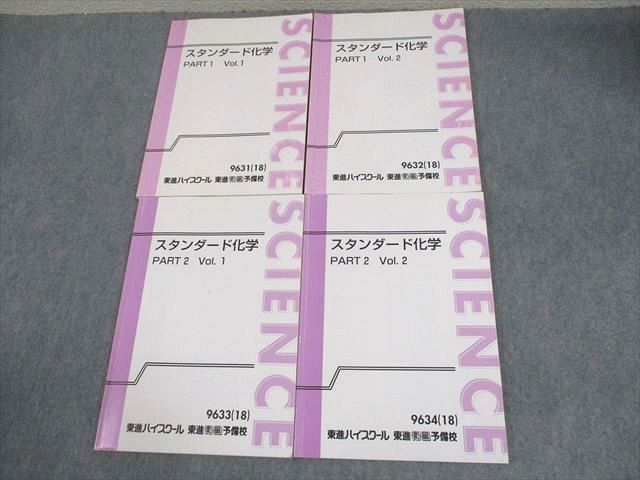 スタンダード化学
PART 1 Vol. 1
SCIENCE
9631(18)
東進ハイスクール 東進衛星予備校
スタンダード化学
PART 1 Vol. 2
SCIENCE
9632(18)
東進ハイスクール 東進衛星予備校
スタンダード化学
PART 2 Vol. 1
SCIENCE
9633(18)
東進ハイスクール 東進衛星予備校
スタンダード化学
PART 2 Vol. 2
SCIENCE
9634(18)
東進ハイスクール 東進衛星予備校